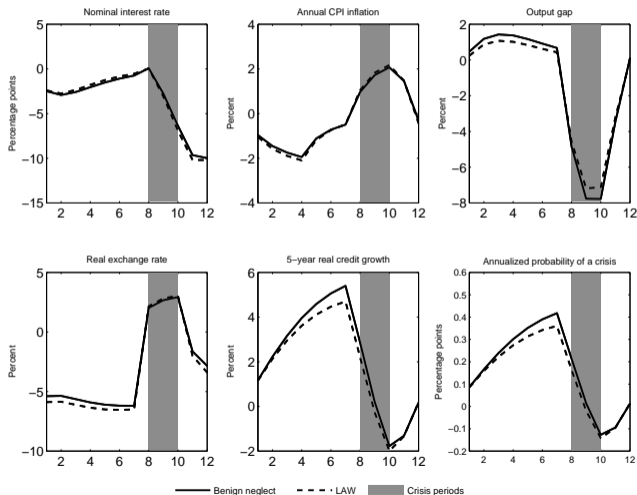 Nominal interest rate
Annual CPI inflation
Output gap
Percentage points
5
0
−5
−10
−15
2 4 6 8 10 12
Percent
4
2
0
−2
−4
2 4 6 8 10 12
Percent
2
0
−2
−4
−6
−8
2 4 6 8 10 12
Real exchange rate
5−year real credit growth
Annualized probability of a crisis
Percent
5
0
−5
−10
2 4 6 8 10 12
Percent
6
4
2
0
−2
2 4 6 8 10 12
Percentage points
0.6
0.5
0.4
0.3
0.2
0.1
0
−0.1
−0.2
2 4 6 8 10 12
Benign neglect LAW Crisis periods